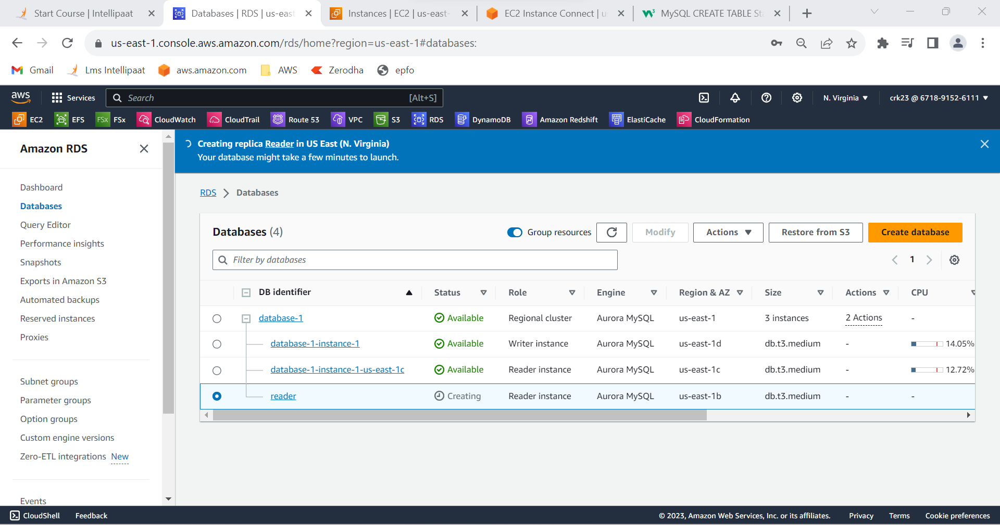 Start Course | Intellipaat
Databases | RDS | us-east
Instances | EC2 | us-east-
EC2 Instance Connect | u
MySQL CREATE TABLE Sta
us-east-1.console.aws.amazon.com/rds/home?region=us-east-1#databases:
Gmail
Lms Intellipaat
aws.amazon.com
AWS
Zerodha
epfo
aws
Services
Search
[Alt+S]
N. Virginia
crk23 @ 6718-9152-6111
EC2
EFS
FSx
FSx
CloudWatch
CloudTrail
Route 53
VPC
S3
RDS
DynamoDB
Amazon Redshift
ElastiCache
CloudFormation
Amazon RDS
Dashboard
Databases
Query Editor
Performance insights
Snapshots
Exports in Amazon S3
Automated backups
Reserved instances
Proxies
Subnet groups
Parameter groups
Option groups
Custom engine versions
Zero-ETL integrations New
Events
Creating replica Reader in US East (N. Virginia)
Your database might take a few minutes to launch.
RDS > Databases
Databases (4)
Group resources
Modify
Actions
Restore from S3
Create database
Filter by databases
1
DB identifier Status Role Engine Region & AZ Size Actions CPU
database-1 Available Regional cluster Aurora MySQL us-east-1 3 instances 2 Actions -
database-1-instance-1 Available Writer instance Aurora MySQL us-east-1d db.t3.medium - 14.05%
database-1-instance-1-us-east-1c Available Reader instance Aurora MySQL us-east-1c db.t3.medium - 12.72%
reader Creating Reader instance Aurora MySQL us-east-1b db.t3.medium - -
CloudShell
Feedback
© 2023, Amazon Web Services, Inc. or its affiliates.
Privacy
Terms
Cookie preferences